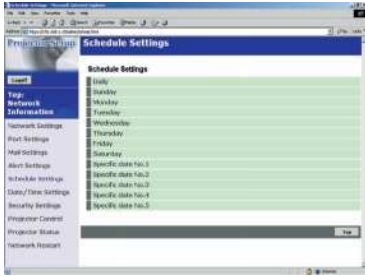 Projector Setup
Schedule Settings
Logoff
Schedule Settings
Top:
Network
Information
Network Settings
Port Settings
Mail Settings
Alert Settings
Schedule Settings
Date/Time Settings
Security Settings
Projector Control
Projector Status
Network Restart
Daily
Sunday
Monday
Tuesday
Wednesday
Thursday
Friday
Saturday
Specific date No.1
Specific date No.2
Specific date No.3
Specific date No.4
Specific date No.5
Top